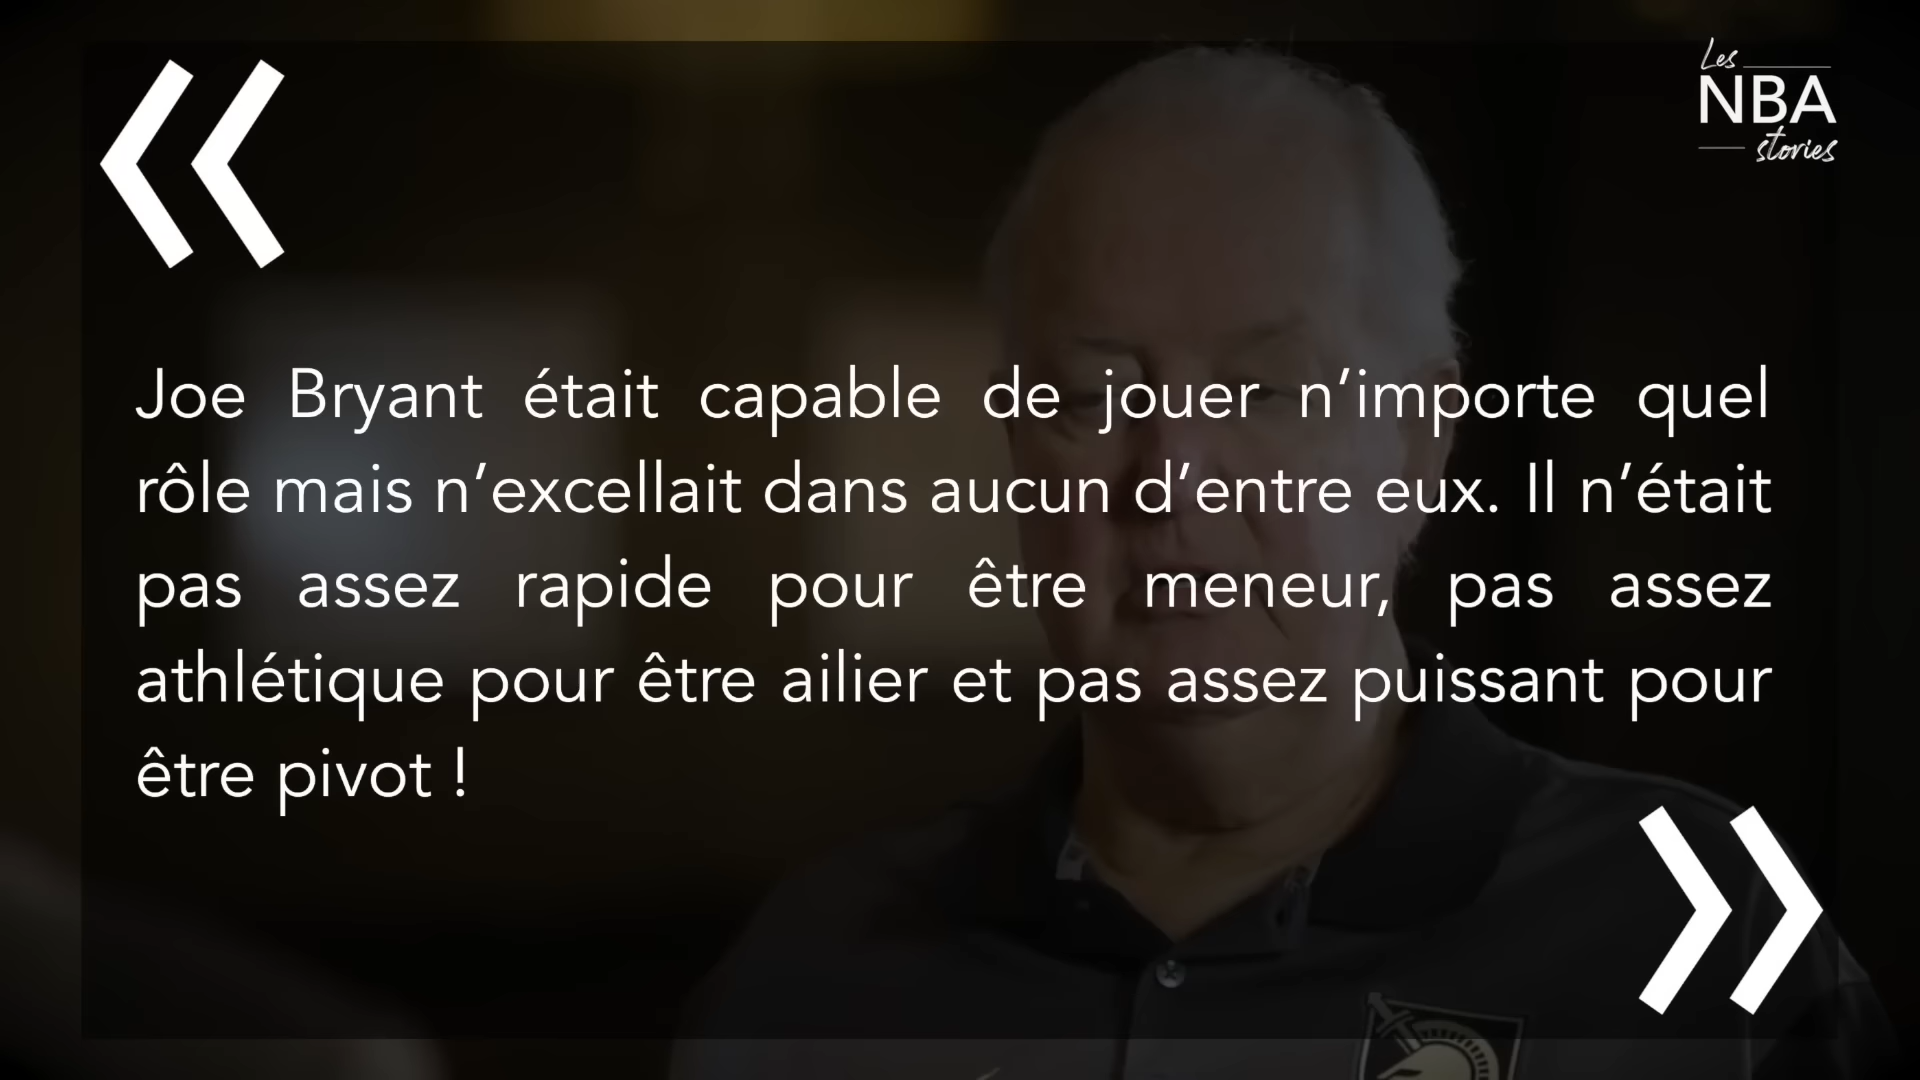 Les
NBA
stories
«
Joe Bryant était capable de jouer n’importe quel
rôle mais n’excellait dans aucun d’entre eux. Il n’était
pas assez rapide pour être meneur, pas assez
athlétique pour être ailier et pas assez puissant pour
être pivot !
»